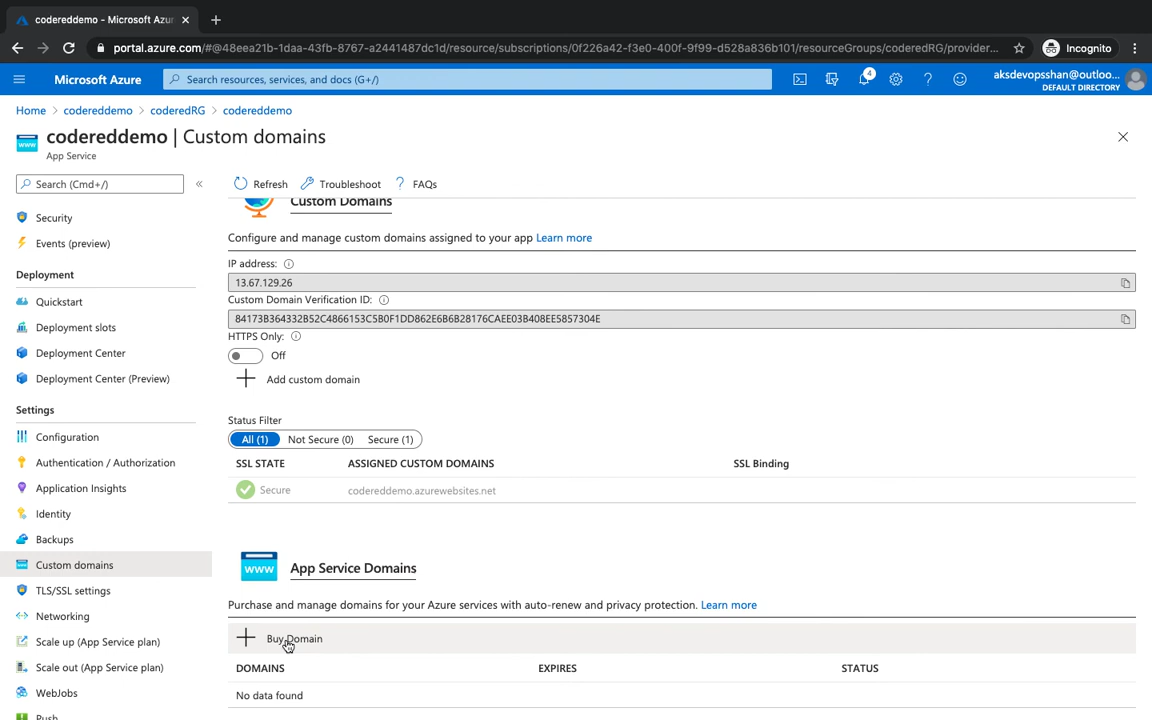 codereddemo - Microsoft Azur
portal.azure.com/#@48eea21b-1daa-43fb-8767-a2441487dc1d/resource/subscriptions/0f226a42-f3e0-400f-9f99-d528a836b101/resourceGroups/coderedRG/provider...
Incognito
Microsoft Azure
Search resources, services, and docs (G+/)
4
aksdevopsshan@outloo...
DEFAULT DIRECTORY
Home > codereddemo > coderedRG > codereddemo
www
codereddemo | Custom domains
App Service
Search (Cmd+/)
«
Refresh
Troubleshoot
FAQs
Security
Events (preview)
Deployment
Quickstart
Deployment slots
Deployment Center
Deployment Center (Preview)
Settings
Configuration
Authentication / Authorization
Application Insights
Identity
Backups
Custom domains
TLS/SSL settings
Networking
Scale up (App Service plan)
Scale out (App Service plan)
WebJobs
Push
Custom Domains
Configure and manage custom domains assigned to your app Learn more
IP address:
13.67.129.26
Custom Domain Verification ID:
84173B364332B52C4866153C5B0F1DD862E6B6B28176CAEE03B408EE5857304E
HTTPS Only:
Off
Add custom domain
Status Filter
All (1) Not Secure (0) Secure (1)
SSL STATE ASSIGNED CUSTOM DOMAINS SSL Binding
Secure codereddemo.azurewebsites.net
www
App Service Domains
Purchase and manage domains for your Azure services with auto-renew and privacy protection. Learn more
Buy Domain
DOMAINS EXPIRES STATUS
No data found